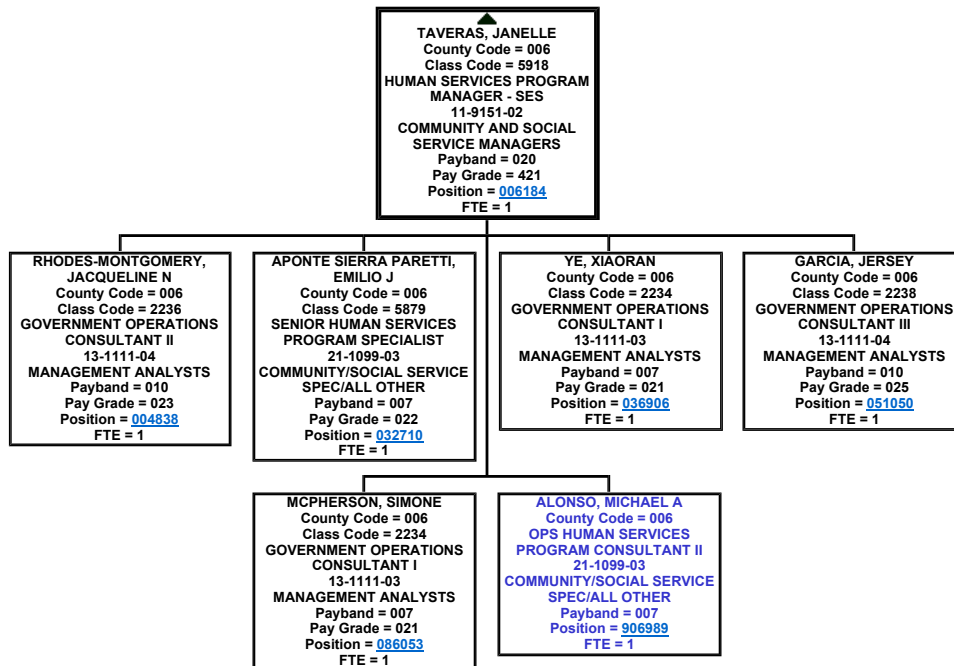 TAVERAS, JANELLE
County Code = 006
Class Code = 5918
HUMAN SERVICES PROGRAM
MANAGER - SES
11-9151-02
COMMUNITY AND SOCIAL
SERVICE MANAGERS
Payband = 020
Pay Grade = 421
Position = 006184
FTE = 1
RHODES-MONTGOMERY,
JACQUELINE N
County Code = 006
Class Code = 2236
GOVERNMENT OPERATIONS
CONSULTANT II
13-1111-04
MANAGEMENT ANALYSTS
Payband = 010
Pay Grade = 023
Position = 004838
FTE = 1
APONTE SIERRA PARETTI,
EMILIO J
County Code = 006
Class Code = 5879
SENIOR HUMAN SERVICES
PROGRAM SPECIALIST
21-1099-03
COMMUNITY/SOCIAL SERVICE
SPEC/ALL OTHER
Payband = 007
Pay Grade = 022
Position = 032710
FTE = 1
YE, XIAORAN
County Code = 006
Class Code = 2234
GOVERNMENT OPERATIONS
CONSULTANT I
13-1111-03
MANAGEMENT ANALYSTS
Payband = 007
Pay Grade = 021
Position = 036906
FTE = 1
GARCIA, JERSEY
County Code = 006
Class Code = 2238
GOVERNMENT OPERATIONS
CONSULTANT III
13-1111-04
MANAGEMENT ANALYSTS
Payband = 010
Pay Grade = 025
Position = 051050
FTE = 1
MCPHERSON, SIMONE
County Code = 006
Class Code = 2234
GOVERNMENT OPERATIONS
CONSULTANT I
13-1111-03
MANAGEMENT ANALYSTS
Payband = 007
Pay Grade = 021
Position = 086053
FTE = 1
ALONSO, MICHAEL A
County Code = 006
OPS HUMAN SERVICES
PROGRAM CONSULTANT II
21-1099-03
COMMUNITY/SOCIAL SERVICE
SPEC/ALL OTHER
Payband = 007
Position = 906989
FTE = 1